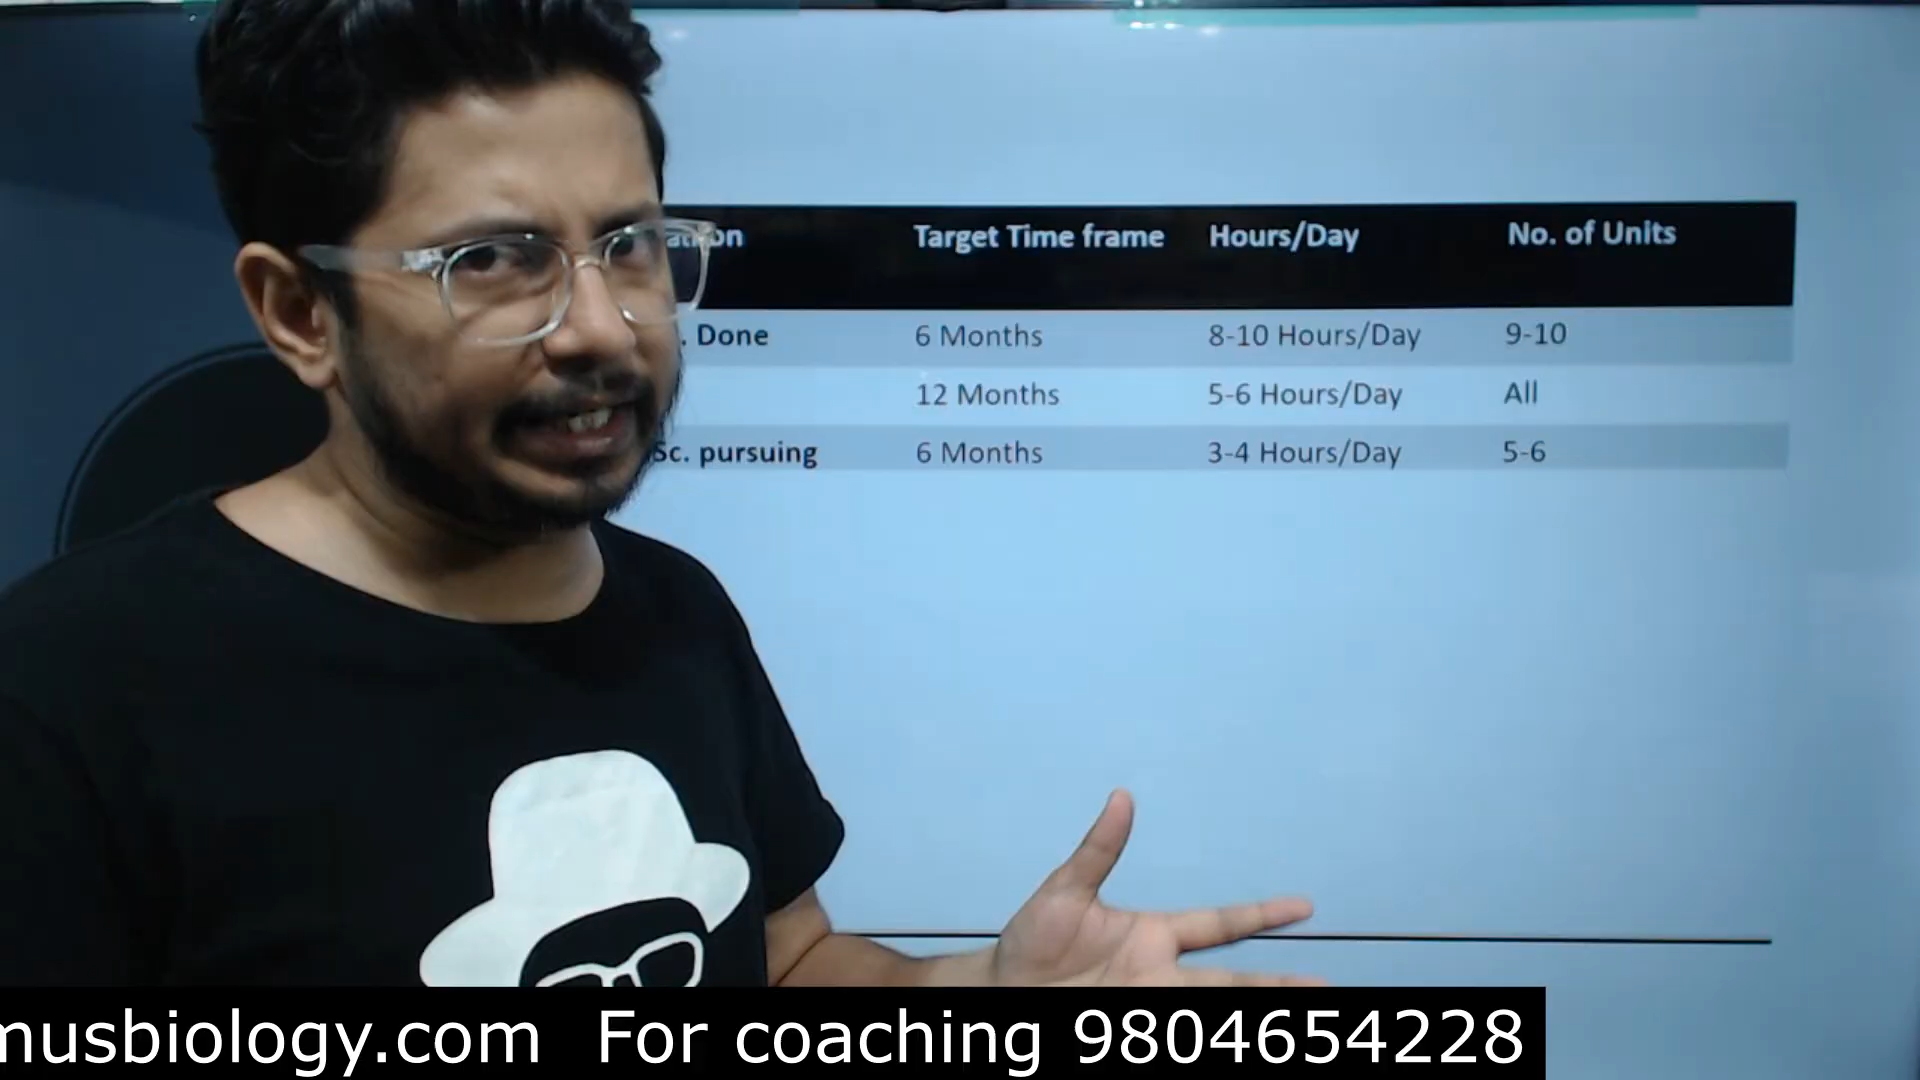 Target Time frame Hours/Day No. of Units
Done 6 Months 8-10 Hours/Day 9-10
12 Months 5-6 Hours/Day All
Sc. pursuing 6 Months 3-4 Hours/Day 5-6
musbiology.com For coaching 9804654228